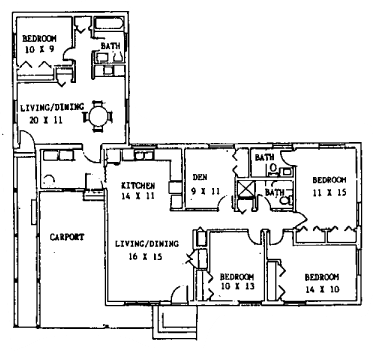 BEDROOM
10 X 9
BATH
LIVING/DINING
20 X 11
KITCHEN
14 X 11
DEN
9 X 11
BATH
BATH
BEDROOM
11 X 15
CARPORT
LIVING/DINING
16 X 15
BEDROOM
10 X 13
BEDROOM
14 X 10